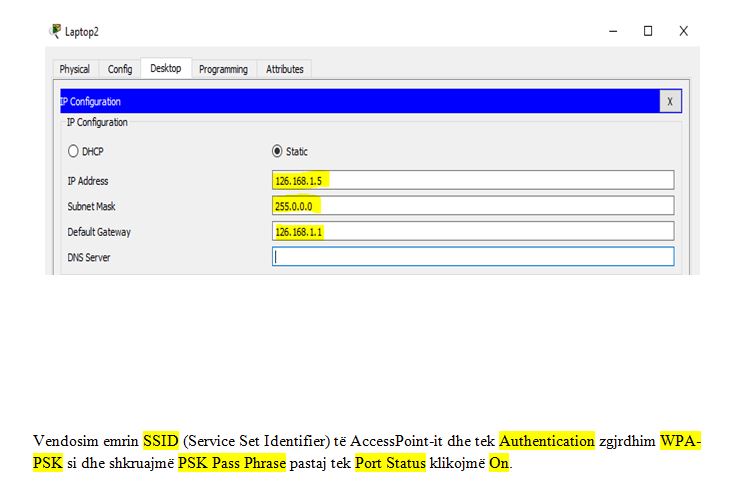 Laptop2
Physical Config Desktop Programming Attributes
IP Configuration X
IP Configuration
DHCP Static
IP Address 126.168.1.5
Subnet Mask 255.0.0.0
Default Gateway 126.168.1.1
DNS Server
Vendosim emrin SSID (Service Set Identifier) të AccessPoint-it dhe tek Authentication zgjrdhim WPA-
PSK si dhe shkruajmë PSK Pass Phrase pastaj tek Port Status klikojmë On.